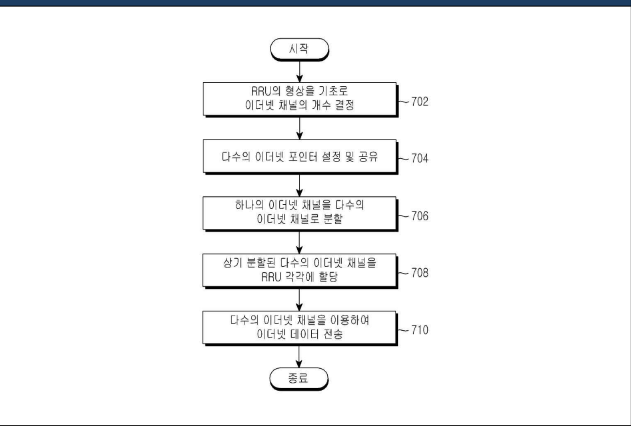 시작
RRU의 형상을 기초로
이더넷 채널의 개수 결정
702
다수의 이더넷 포인터 설정 및 공유
704
하나의 이더넷 채널을 다수의
이더넷 채널로 분할
706
상기 분할된 다수의 이더넷 채널을
RRU 각각에 할당
708
다수의 이더넷 채널을 이용하여
이더넷 데이터 전송
710
종료